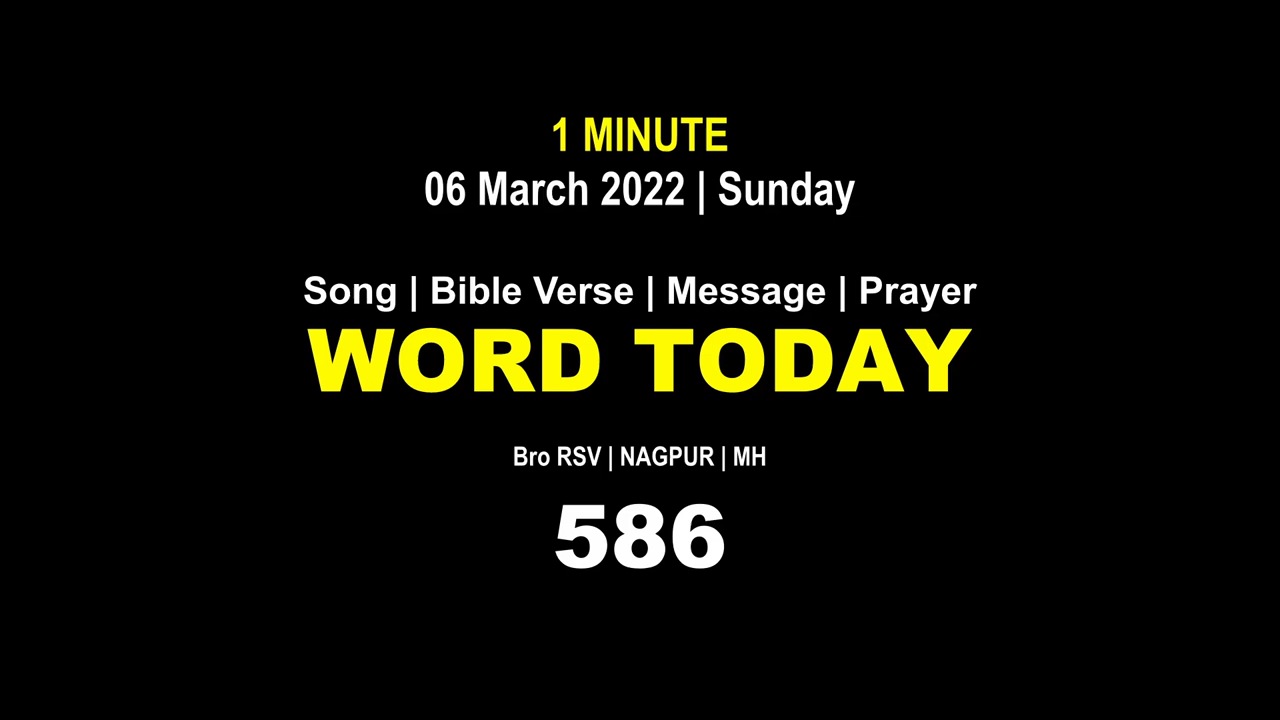 1 MINUTE
06 March 2022 | Sunday
Song | Bible Verse | Message | Prayer
WORD TODAY
Bro RSV | NAGPUR | MH
586